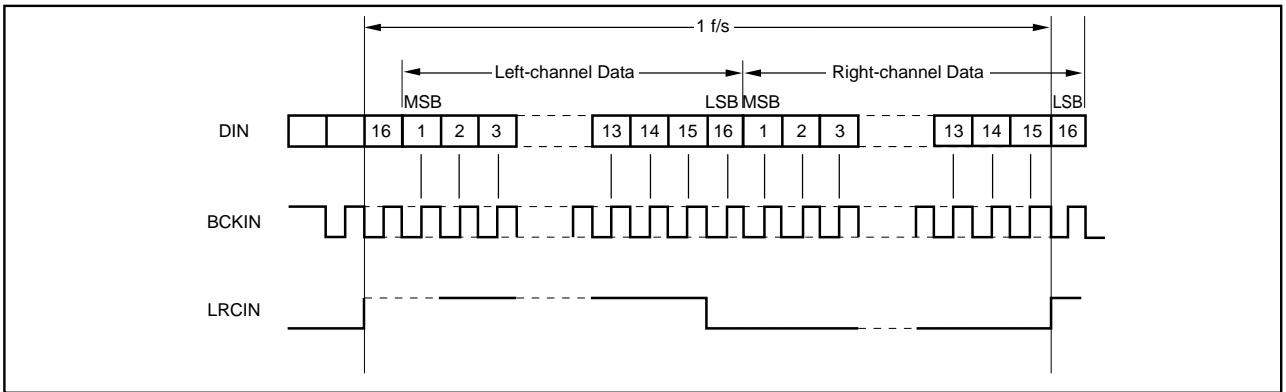 1 f/s
Left-channel Data Right-channel Data
MSB LSB MSB LSB
DIN 16 1 2 3 13 14 15 16 1 2 3 13 14 15 16
BCKIN
LRCIN